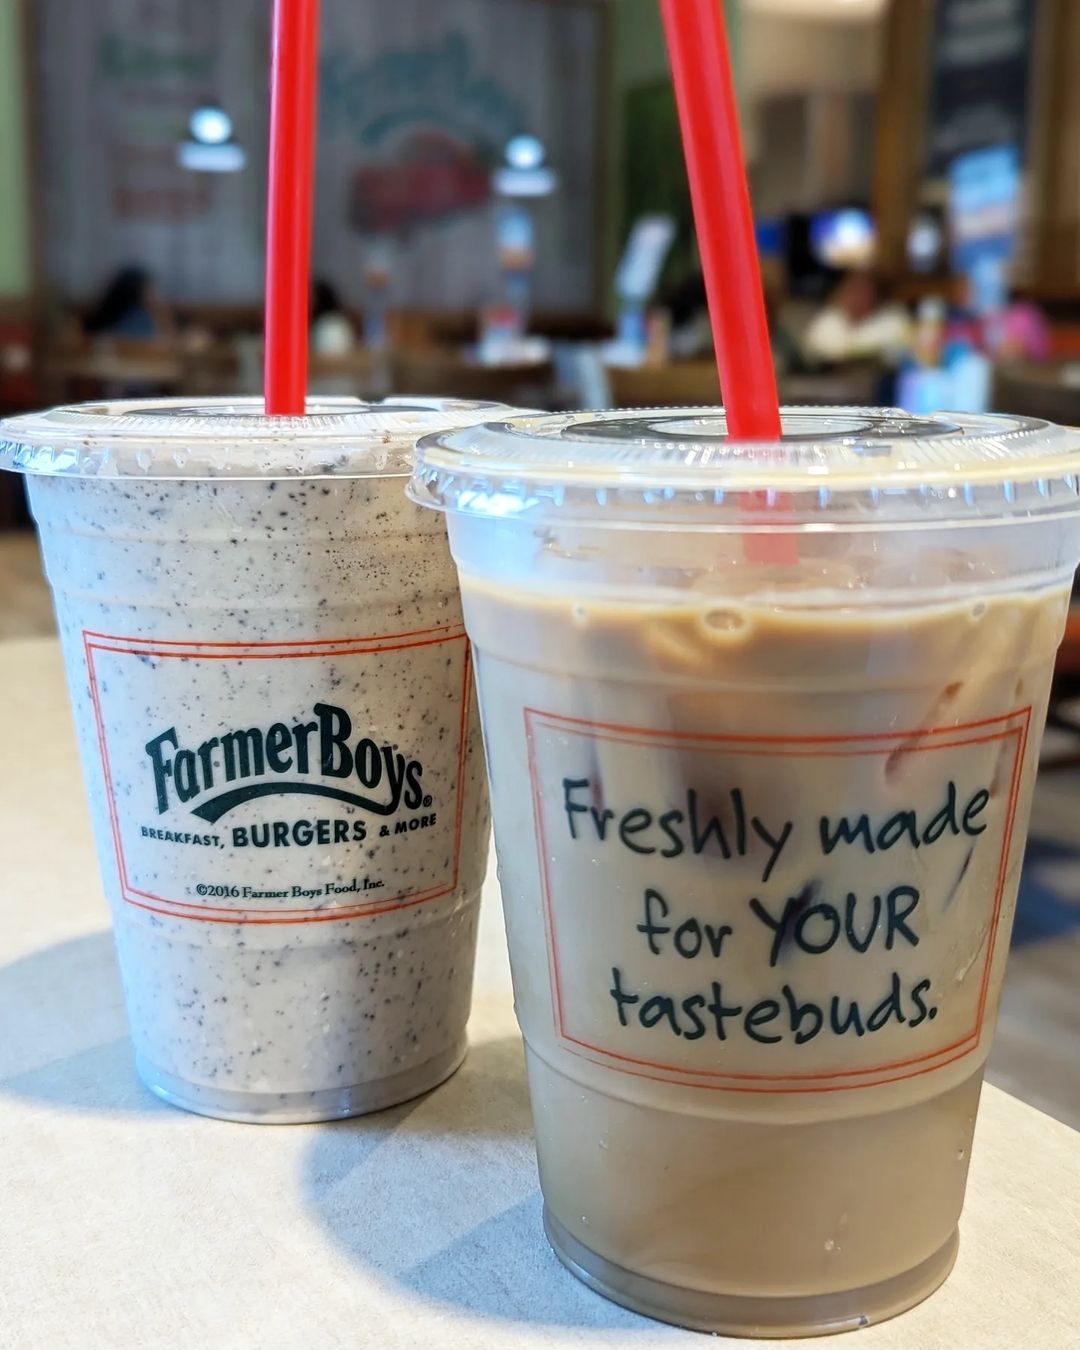 FarmerBoys®
BREAKFAST, BURGERS & MORE
©2016 Farmer Boys Food, Inc.
Freshly made
for YOUR
tastebuds.